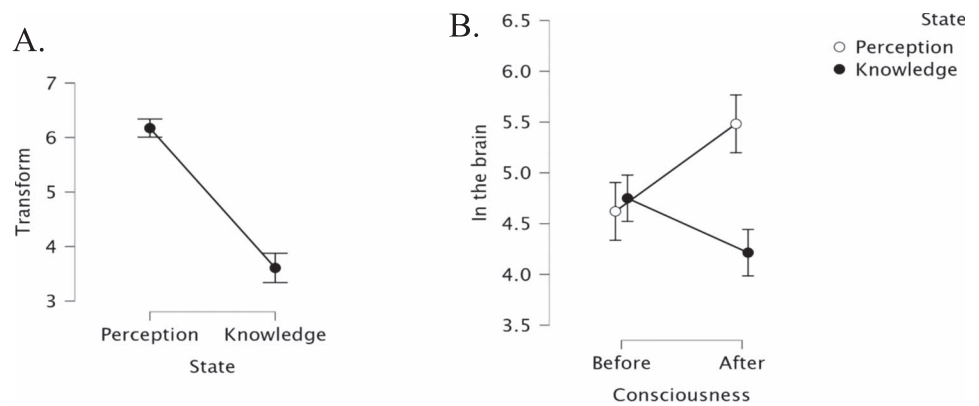 A.
7
6
5
4
3
Transform
Perception Knowledge
State
B.
6.5
6.0
5.5
5.0
4.5
4.0
3.5
In the brain
Before After
Consciousness
State
Perception
Knowledge